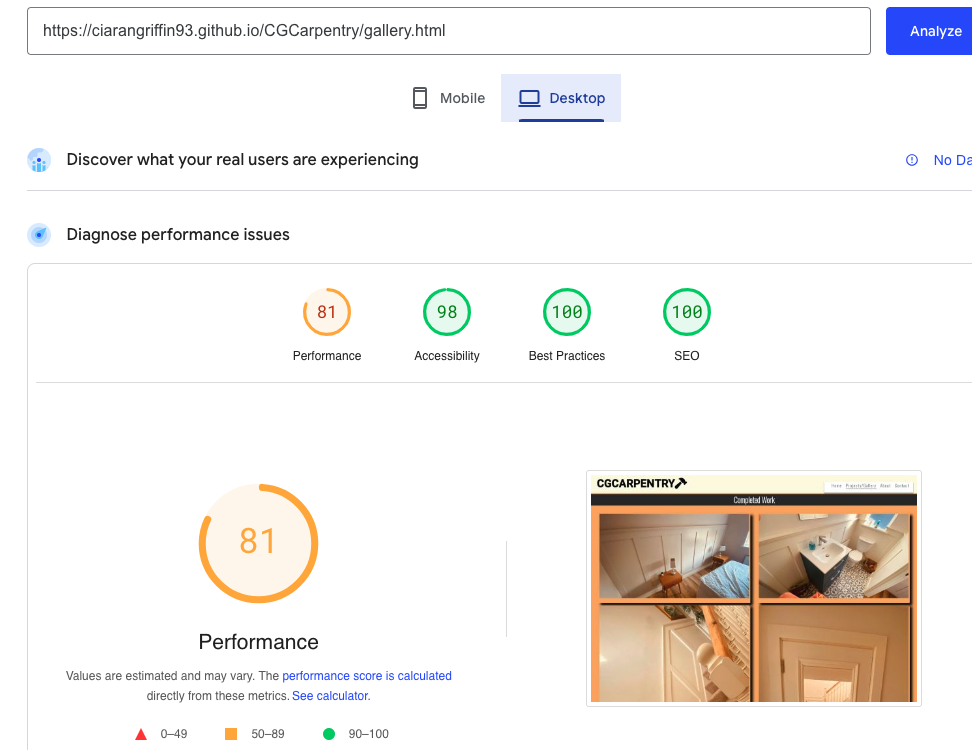 https://ciarangriffin93.github.io/CGCarpentry/gallery.html
Analyze
Mobile
Desktop
Discover what your real users are experiencing
No Da
Diagnose performance issues
81
98
100
100
Performance
Accessibility
Best Practices
SEO
81
Performance
Values are estimated and may vary. The performance score is calculated
directly from these metrics. See calculator.
0–49
50–89
90–100
CGCARPENTRY
Home Projects/Gallery About Contact
Completed Work